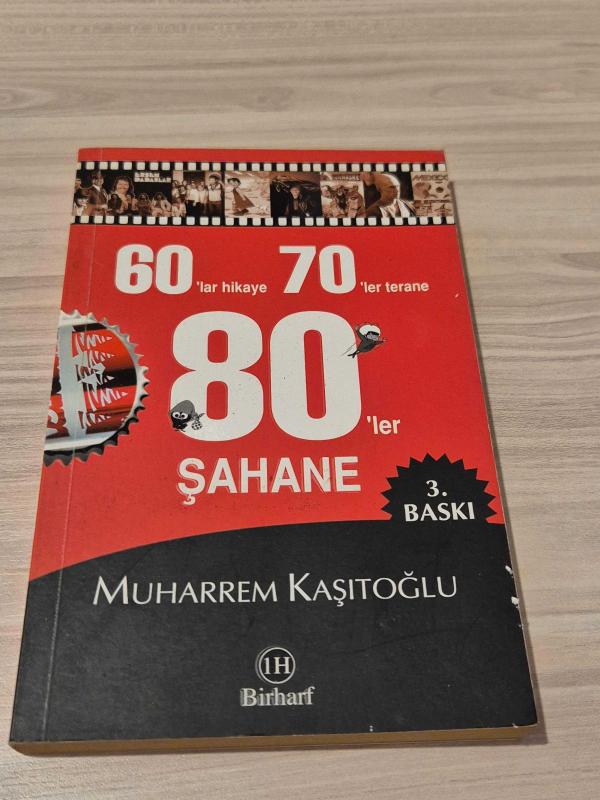 60'lar hikaye 70'ler terane
80'ler
ŞAHANE
3.
BASKI
MUHARREM KAŞITOĞLU
1H
Birharf